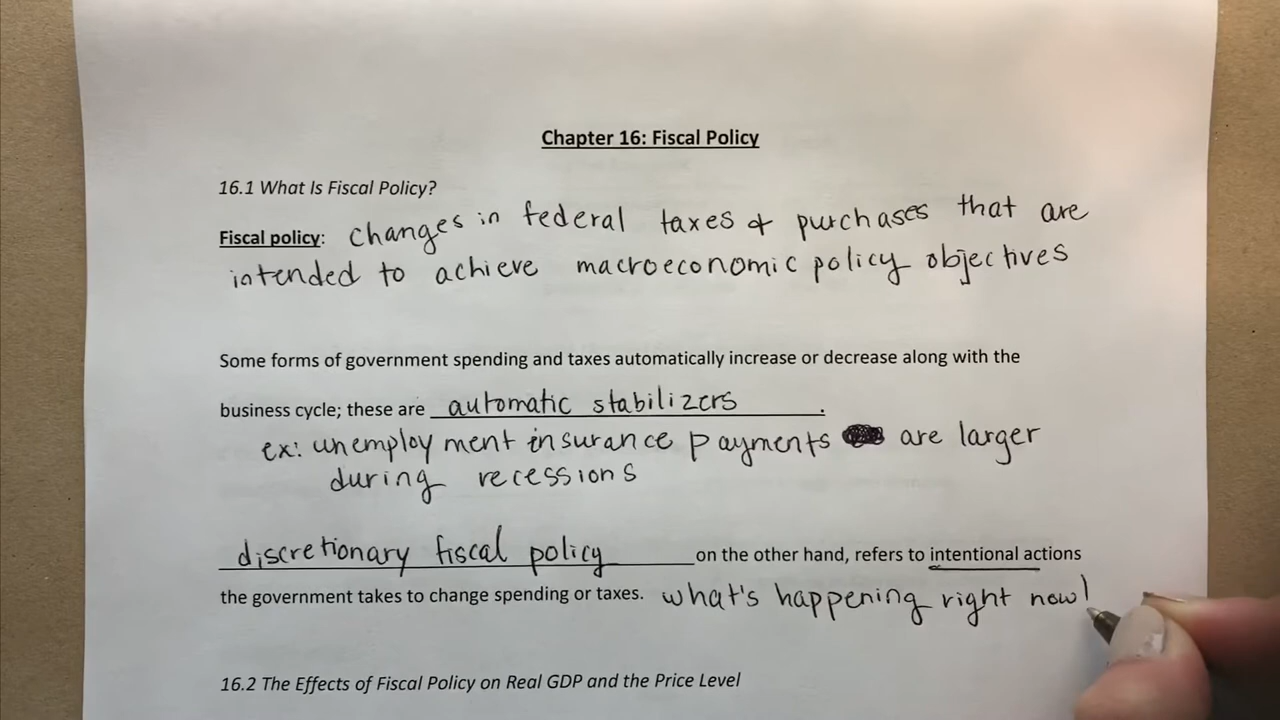 Chapter 16: Fiscal Policy
16.1 What Is Fiscal Policy?
Fiscal policy: changes in federal taxes & purchases that are
intended to achieve macroeconomic policy objectives
Some forms of government spending and taxes automatically increase or decrease along with the
business cycle; these are automatic stabilizers.
ex: unemployment insurance payments are larger
during recessions
discretionary fiscal policy on the other hand, refers to intentional actions
the government takes to change spending or taxes. what's happening right now!
16.2 The Effects of Fiscal Policy on Real GDP and the Price Level